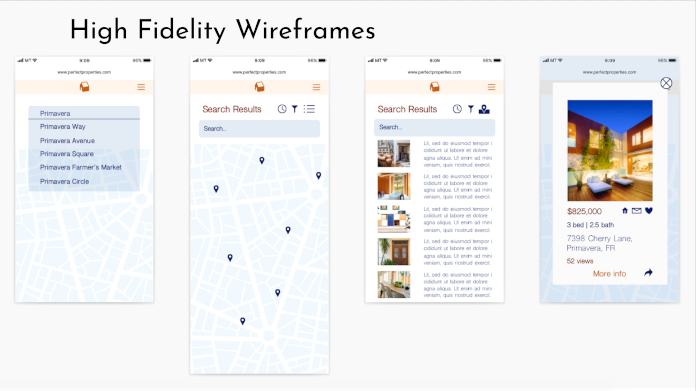 High Fidelity Wireframes
MT
9:09
www.perfectproperties.com
Primavera
Primavera Way
Primavera Avenue
Primavera Square
Primavera Farmer's Market
Primavera Circle
MT
9:09
www.perfectproperties.com
Search Results
Search...
MT
9:09
www.perfectproperties.com
Search Results
Search...
Lit, sed do eiusmod tempor i
cididunt ut labore et dolore
agna aliqua. Ut enim ad mini
veniam, quis nostrud exercit.
Lit, sed do eiusmod tempor i
cididunt ut labore et dolore
agna aliqua. Ut enim ad mini
veniam, quis nostrud exercit.
Lit, sed do eiusmod tempor i
cididunt ut labore et dolore
agna aliqua. Ut enim ad mini
veniam, quis nostrud exercit.
Lit, sed do eiusmod tempor i
cididunt ut labore et dolore
agna aliqua. Ut enim ad mini
veniam, quis nostrud exercit.
Lit, sed do eiusmod tempor i
cididunt ut labore et dolore
agna aliqua. Ut enim ad mini
veniam, quis nostrud exercit.
MT
9:09
www.perfectproperties.com
$825,000
3 bed | 2.5 bath
7398 Cherry Lane,
Primavera, FR
52 views
More info